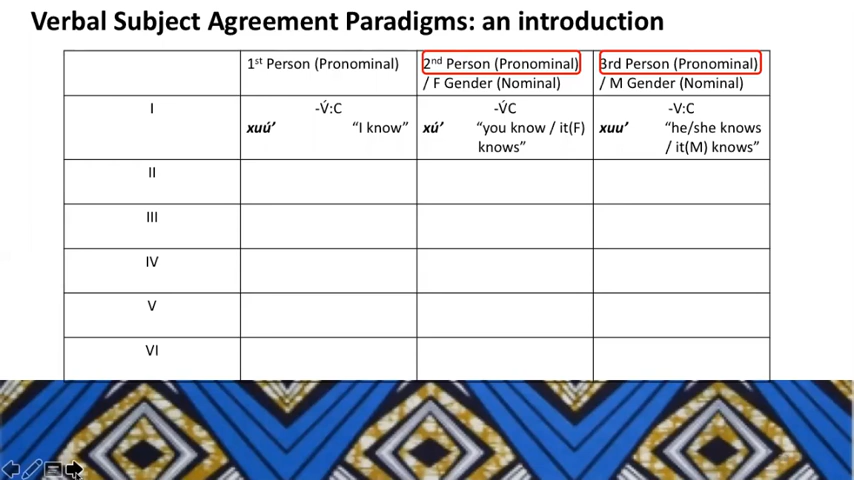 Verbal Subject Agreement Paradigms: an introduction
1st Person (Pronominal)
2nd Person (Pronominal)
/ F Gender (Nominal)
3rd Person (Pronominal)
/ M Gender (Nominal)
I
-V́:C
xuú’ “I know”
-V́C
xú’ “you know / it(F)
knows”
-V:C
xuu’ “he/she knows
/ it(M) knows”
II
III
IV
V
VI